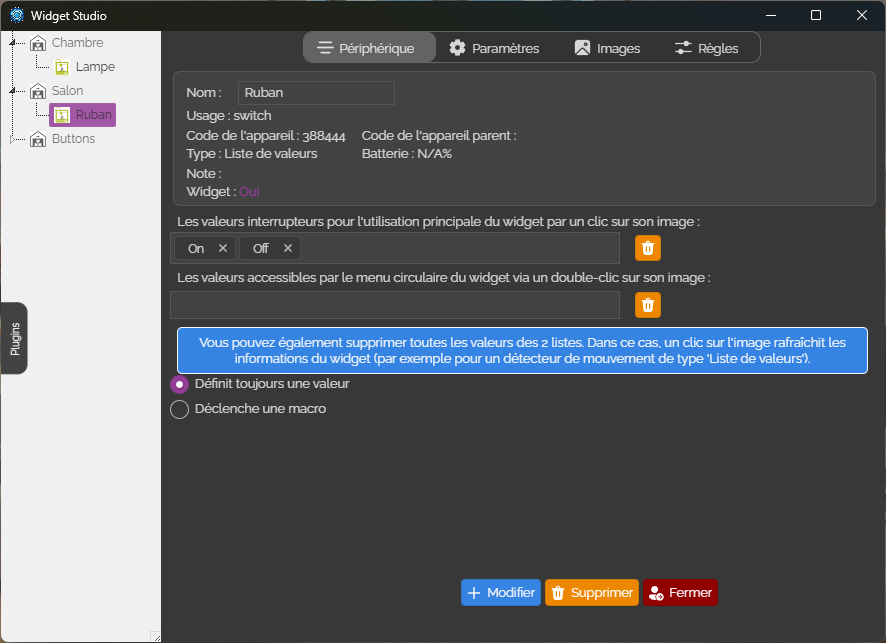 Widget Studio
Chambre
Lampe
Salon
Ruban
Buttons
Plugins
Périphérique Paramètres Images Règles
Nom : Ruban
Usage : switch
Code de l'appareil : 388444 Code de l'appareil parent :
Type : Liste de valeurs Batterie : N/A%
Note :
Widget : Oui
Les valeurs interrupteurs pour l'utilisation principale du widget par un clic sur son image :
On × Off ×
Les valeurs accessibles par le menu circulaire du widget via un double-clic sur son image :
Vous pouvez également supprimer toutes les valeurs des 2 listes. Dans ce cas, un clic sur l'image rafraîchit les
informations du widget (par exemple pour un détecteur de mouvement de type 'Liste de valeurs').
Définit toujours une valeur
Déclenche une macro
Modifier Supprimer Fermer